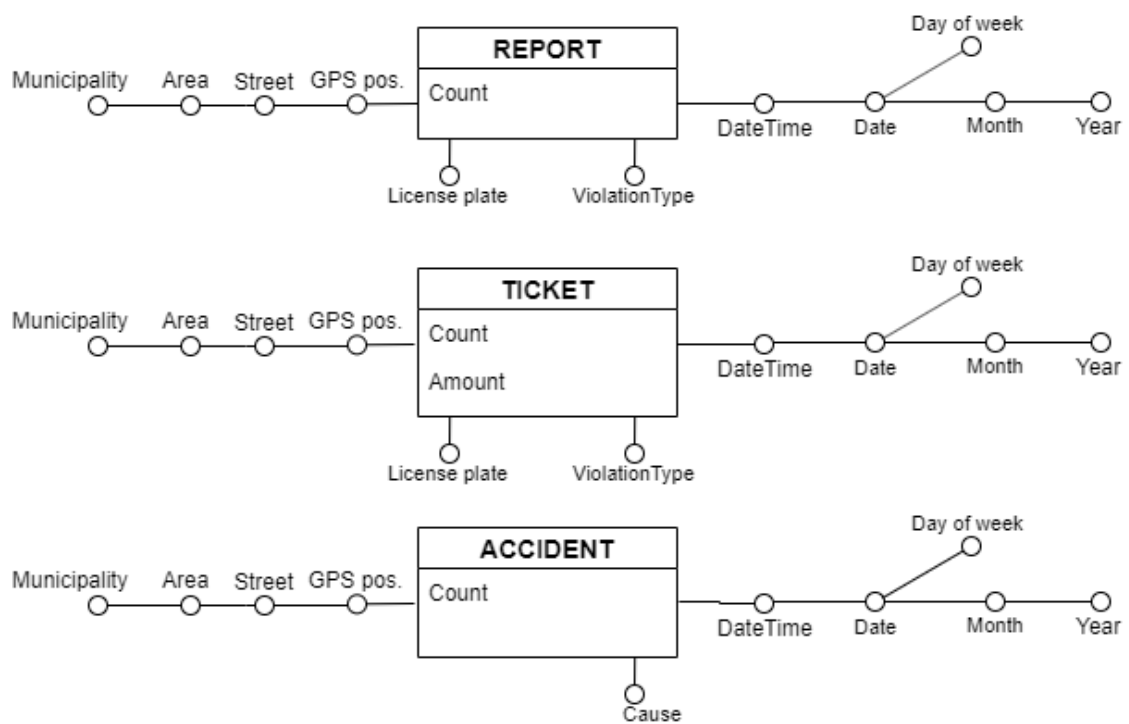 Day of week
REPORT
Municipality Area Street GPS pos.
Count
DateTime Date Month Year
License plate ViolationType
Day of week
TICKET
Municipality Area Street GPS pos.
Count
DateTime Date Month Year
Amount
License plate ViolationType
Day of week
ACCIDENT
Municipality Area Street GPS pos.
Count
DateTime Date Month Year
Cause